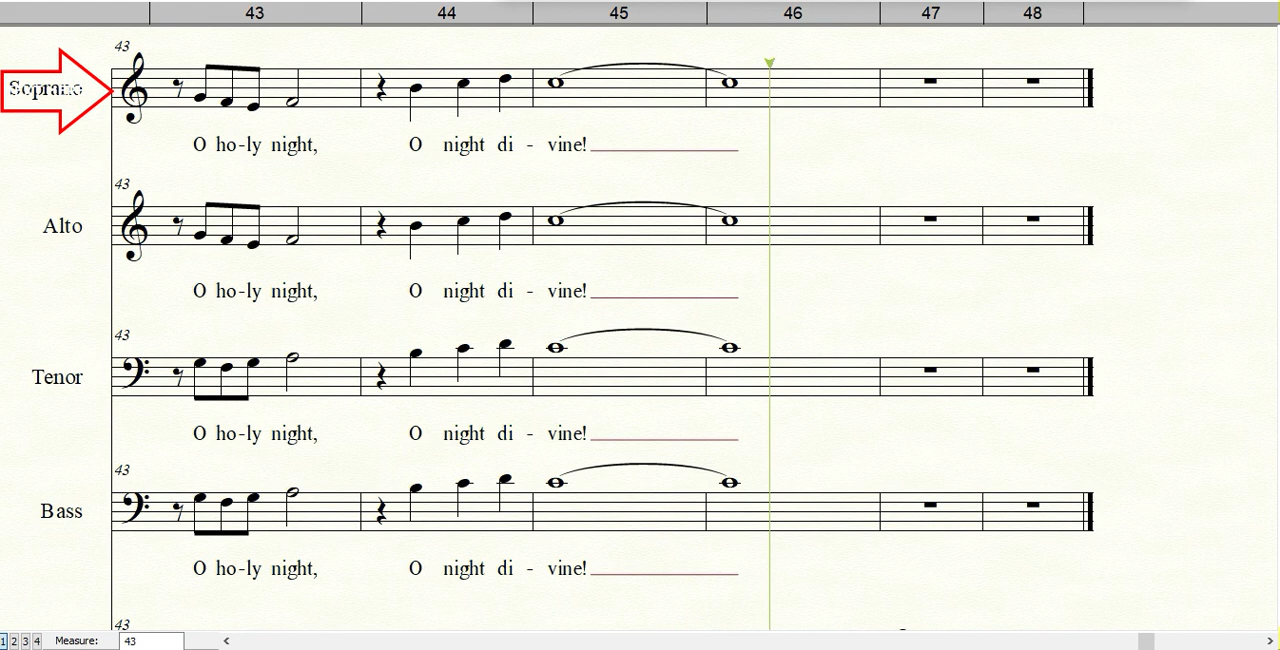 43 44 45 46 47 48
43
Soprano
O ho-ly night, O night di - vine!
43
Alto
O ho-ly night, O night di - vine!
43
Tenor
O ho-ly night, O night di - vine!
43
Bass
O ho-ly night, O night di - vine!
43
1 2 3 4 Measure: 43